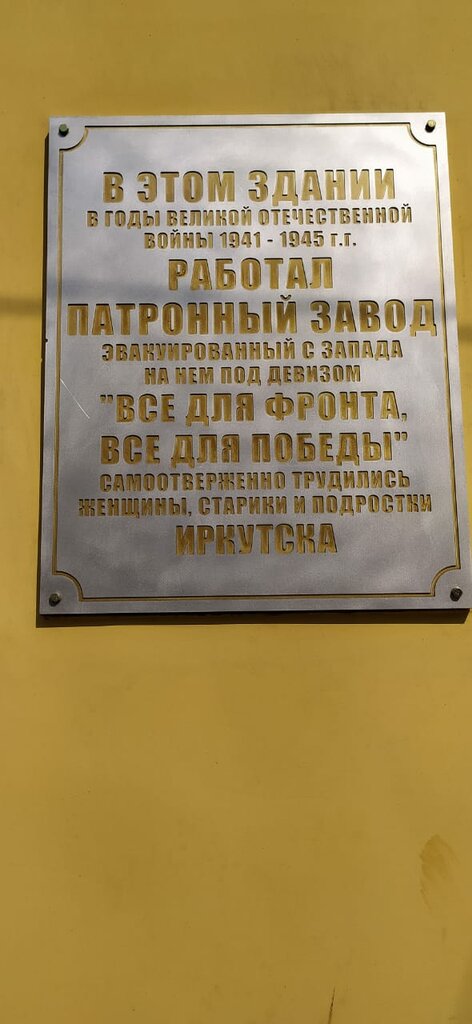 В ЭТОМ ЗДАНИИ
В ГОДЫ ВЕЛИКОЙ ОТЕЧЕСТВЕННОЙ
ВОЙНЫ 1941 - 1945 г.г.
РАБОТАЛ
ПАТРОННЫЙ ЗАВОД
ЭВАКУИРОВАННЫЙ С ЗАПАДА
НА НЕМ ПОД ДЕВИЗОМ
"ВСЕ ДЛЯ ФРОНТА,
ВСЕ ДЛЯ ПОБЕДЫ"
САМООТВЕРЖЕННО ТРУДИЛИСЬ
ЖЕНЩИНЫ, СТАРИКИ И ПОДРОСТКИ
ИРКУТСКА